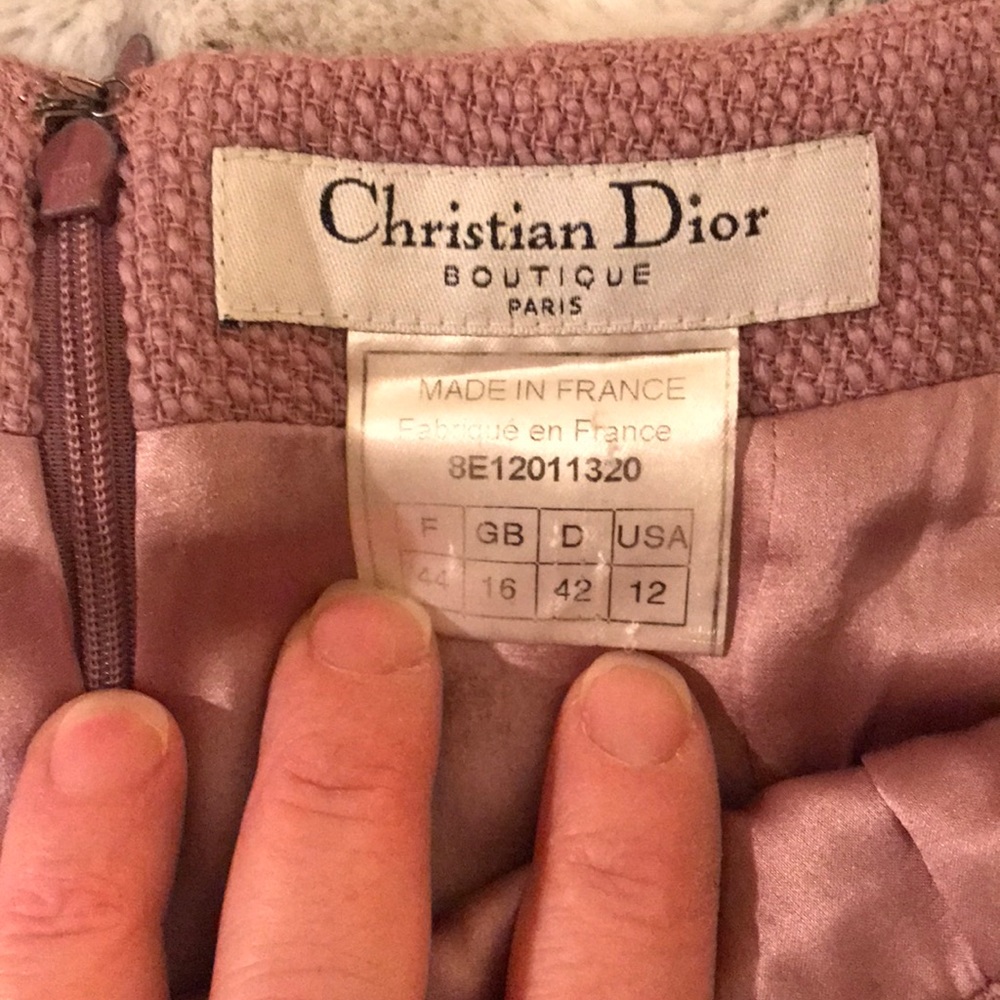 Christian Dior
BOUTIQUE
PARIS
MADE IN FRANCE
Fabriqué en France
8E12011320
F GB D USA
44 16 42 12